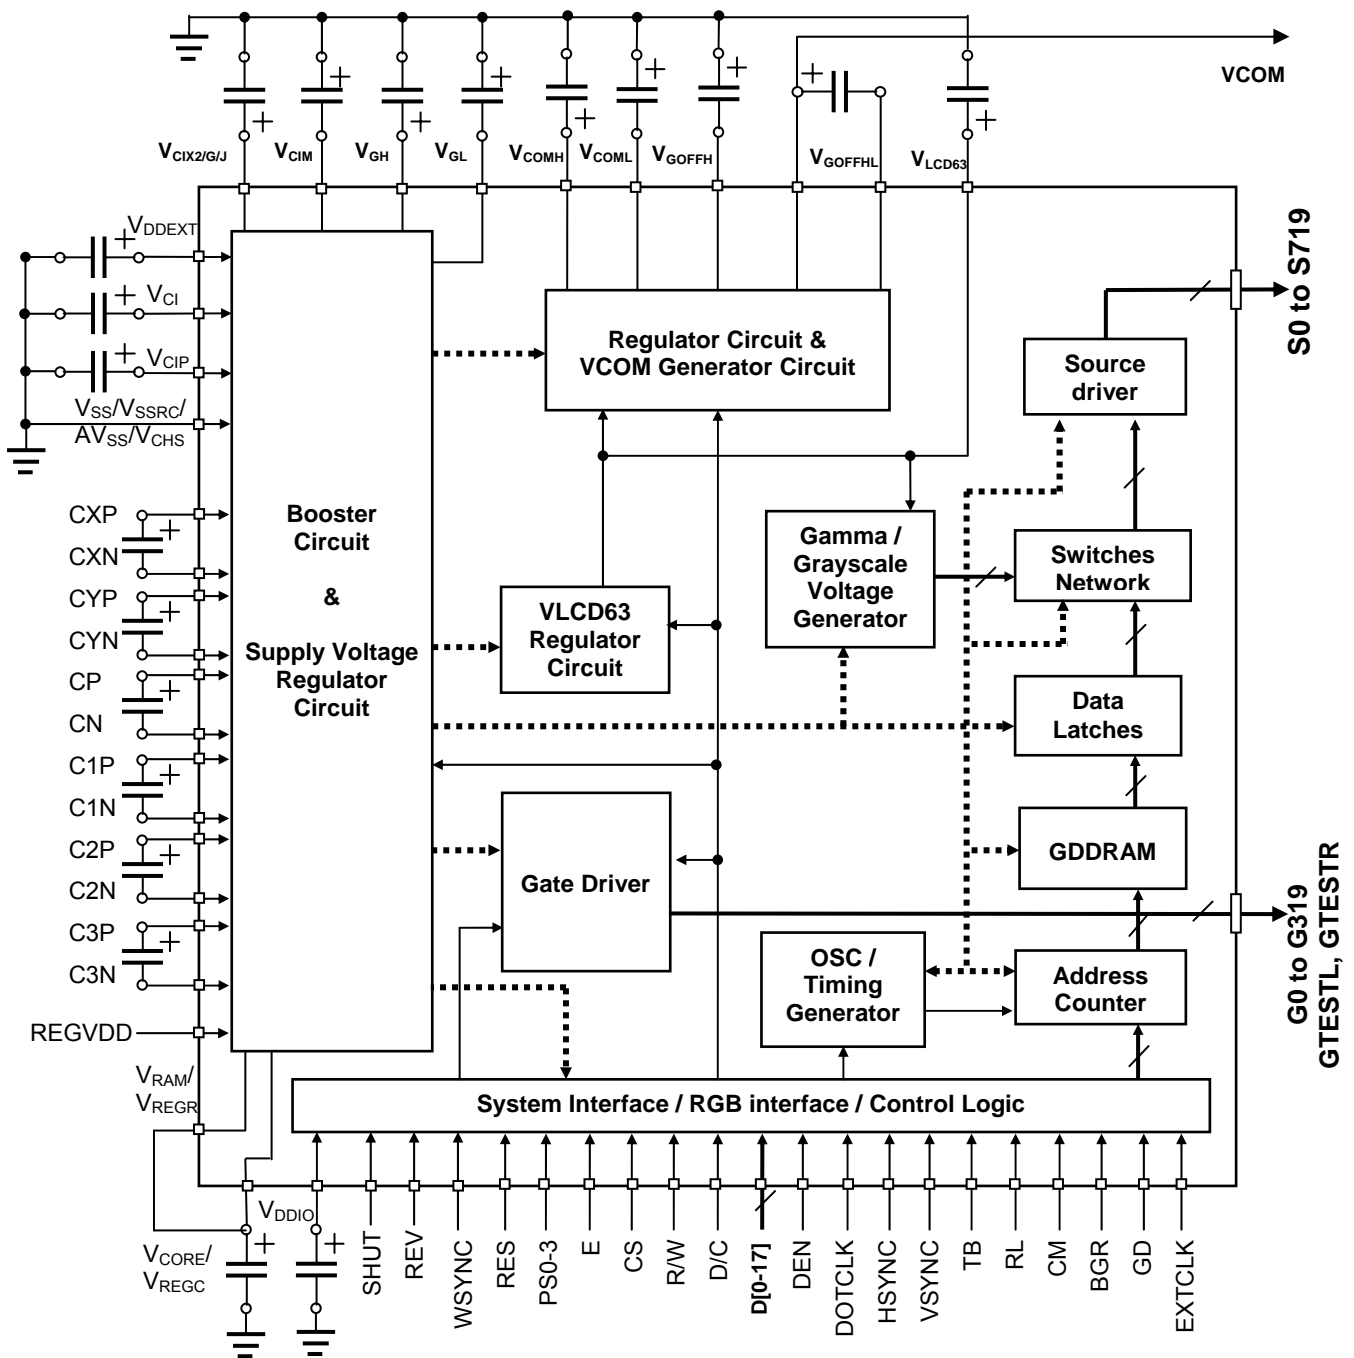 VCOM
VCIX2/G/J
VCIM
VGH
VGL
VCOMH
VCOML
VGOFFH
VGOFFHL
VLCD63
VDDEXT
VCI
VCIP
VSS/VSSRC/
AVSS/VCHS
S0 to S719
Regulator Circuit &
VCOM Generator Circuit
Source
driver
CXP
CXN
CYP
CYN
CP
CN
C1P
C1N
C2P
C2N
C3P
C3N
REGVDD
Booster
Circuit
&
Supply Voltage
Regulator
Circuit
Gamma /
Grayscale
Voltage
Generator
Switches
Network
VLCD63
Regulator
Circuit
Data
Latches
GDDRAM
Gate Driver
G0 to G319
GTESTL, GTESTR
OSC /
Timing
Generator
Address
Counter
VRAM/
VREGR
System Interface / RGB interface / Control Logic
VDDIO
VCORE/
VREGC
SHUT
REV
WSYNC
RES
PS0-3
E
CS
R/W
D/C
D[0-17]
DEN
DOTCLK
HSYNC
VSYNC
TB
RL
CM
BGR
GD
EXTCLK